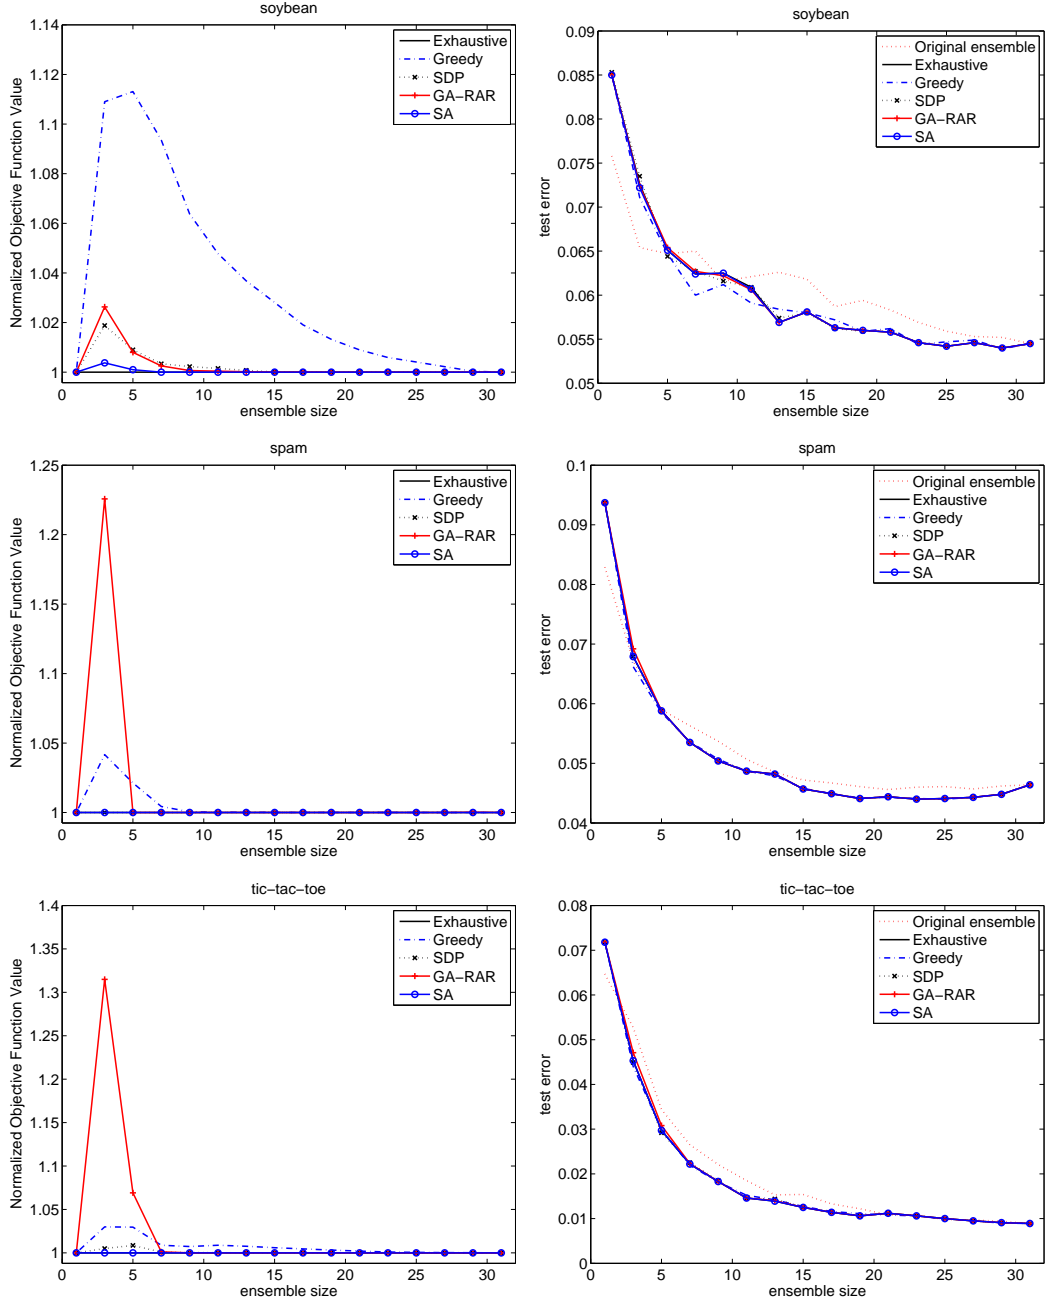 soybean
1.14
1.12
1.1
1.08
1.06
1.04
1.02
1
Normalized Objective Function Value
Exhaustive
Greedy
SDP
GA−RAR
SA
0 5 10 15 20 25 30
ensemble size
soybean
0.09
0.085
0.08
0.075
0.07
0.065
0.06
0.055
0.05
test error
Original ensemble
Exhaustive
Greedy
SDP
GA−RAR
SA
0 5 10 15 20 25 30
ensemble size
spam
1.25
1.2
1.15
1.1
1.05
1
Normalized Objective Function Value
Exhaustive
Greedy
SDP
GA−RAR
SA
0 5 10 15 20 25 30
ensemble size
spam
0.1
0.09
0.08
0.07
0.06
0.05
0.04
test error
Original ensemble
Exhaustive
Greedy
SDP
GA−RAR
SA
0 5 10 15 20 25 30
ensemble size
tic−tac−toe
1.4
1.35
1.3
1.25
1.2
1.15
1.1
1.05
1
Normalized Objective Function Value
Exhaustive
Greedy
SDP
GA−RAR
SA
0 5 10 15 20 25 30
ensemble size
tic−tac−toe
0.08
0.07
0.06
0.05
0.04
0.03
0.02
0.01
0
test error
Original ensemble
Exhaustive
Greedy
SDP
GA−RAR
SA
0 5 10 15 20 25 30
ensemble size